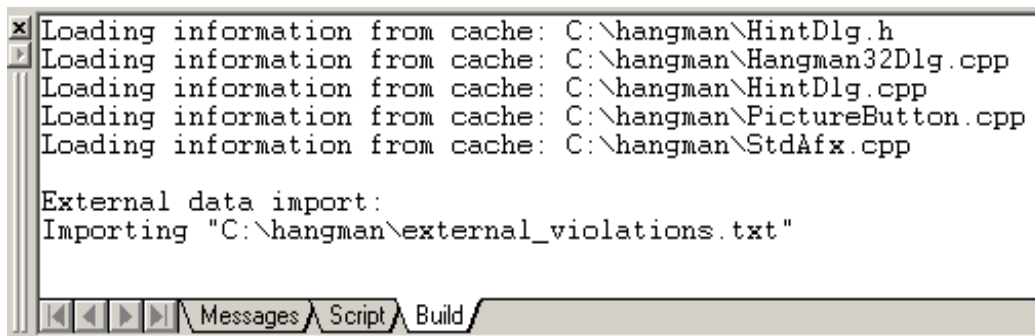 Loading information from cache: C:\hangman\HintDlg.h
Loading information from cache: C:\hangman\Hangman32Dlg.cpp
Loading information from cache: C:\hangman\HintDlg.cpp
Loading information from cache: C:\hangman\PictureButton.cpp
Loading information from cache: C:\hangman\StdAfx.cpp
External data import:
Importing "C:\hangman\external_violations.txt"
Messages Script Build